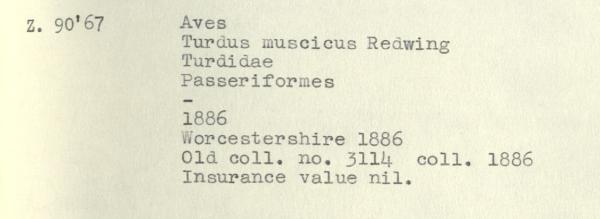 Z. 90'67 Aves
Turdus muscicus Redwing
Turdidae
Passeriformes
-
1886
Worcestershire 1886
Old coll. no. 3114 coll. 1886
Insurance value nil.